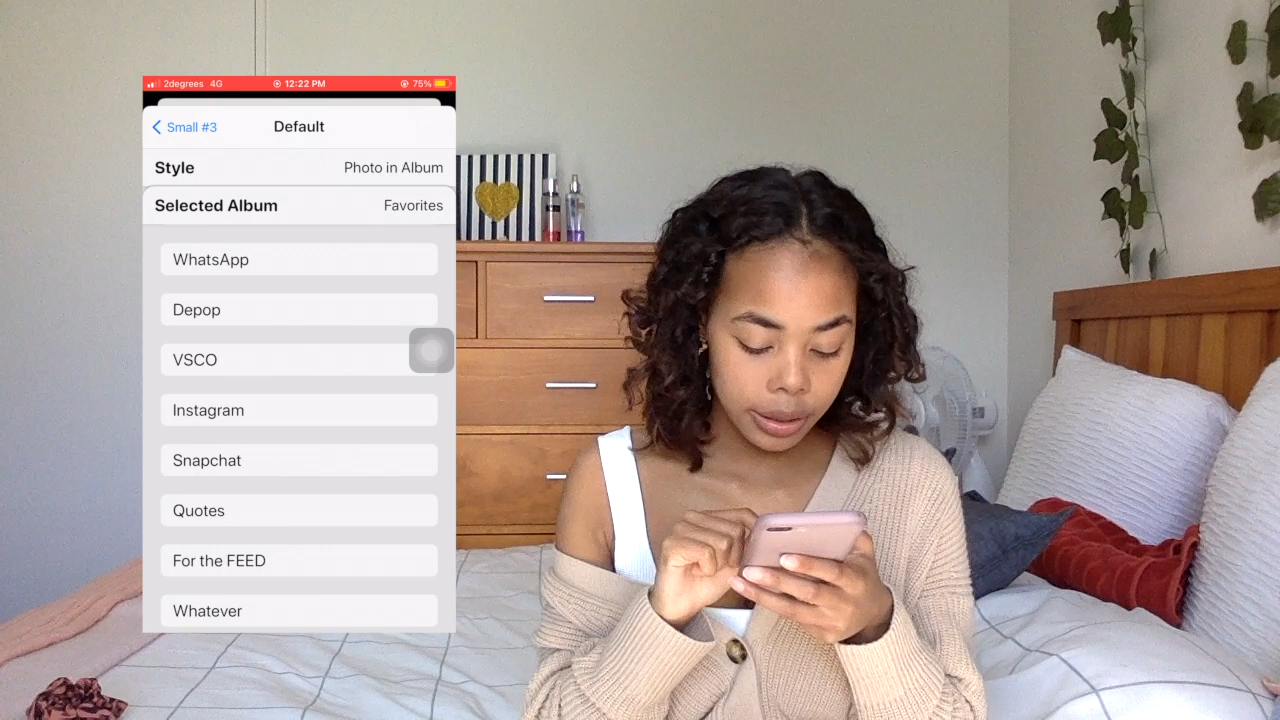 2degrees 4G 12:22 PM 75%
Small #3 Default
Style Photo in Album
Selected Album Favorites
WhatsApp
Depop
VSCO
Instagram
Snapchat
Quotes
For the FEED
Whatever